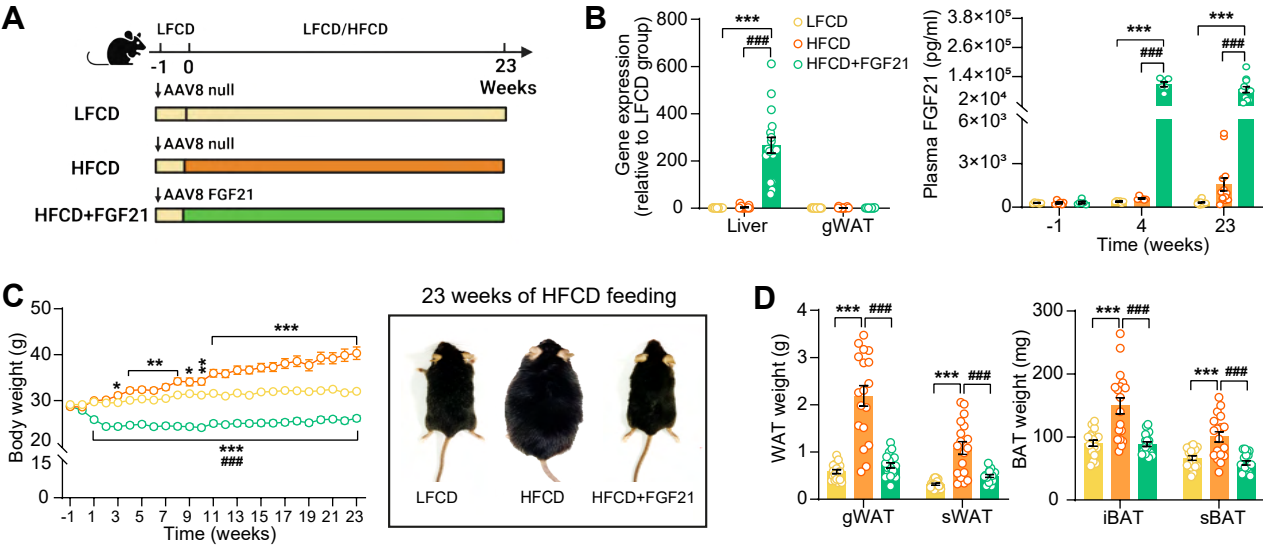 A
LFCD
LFCD/HFCD
-1
0
23
Weeks
↓AAV8 null
LFCD
↓AAV8 null
HFCD
↓AAV8 FGF21
HFCD+FGF21
B
Gene expression
(relative to LFCD group)
800
600
400
200
0
***
###
Liver
gWAT
LFCD
HFCD
HFCD+FGF21
Plasma FGF21 (pg/ml)
3.8×10⁵
2.6×10⁵
1.4×10⁵
2×10⁴
6×10³
3×10³
0
***
###
***
###
-1
4
23
Time (weeks)
C
Body weight (g)
50
40
30
20
15
0
*
**
*
**
***
***
###
-1 1 3 5 7 9 11 13 15 17 19 21 23
Time (weeks)
23 weeks of HFCD feeding
LFCD
HFCD
HFCD+FGF21
D
WAT weight (g)
4
3
2
1
0
*** ###
*** ###
gWAT
sWAT
BAT weight (mg)
300
200
100
0
*** ###
*** ###
iBAT
sBAT